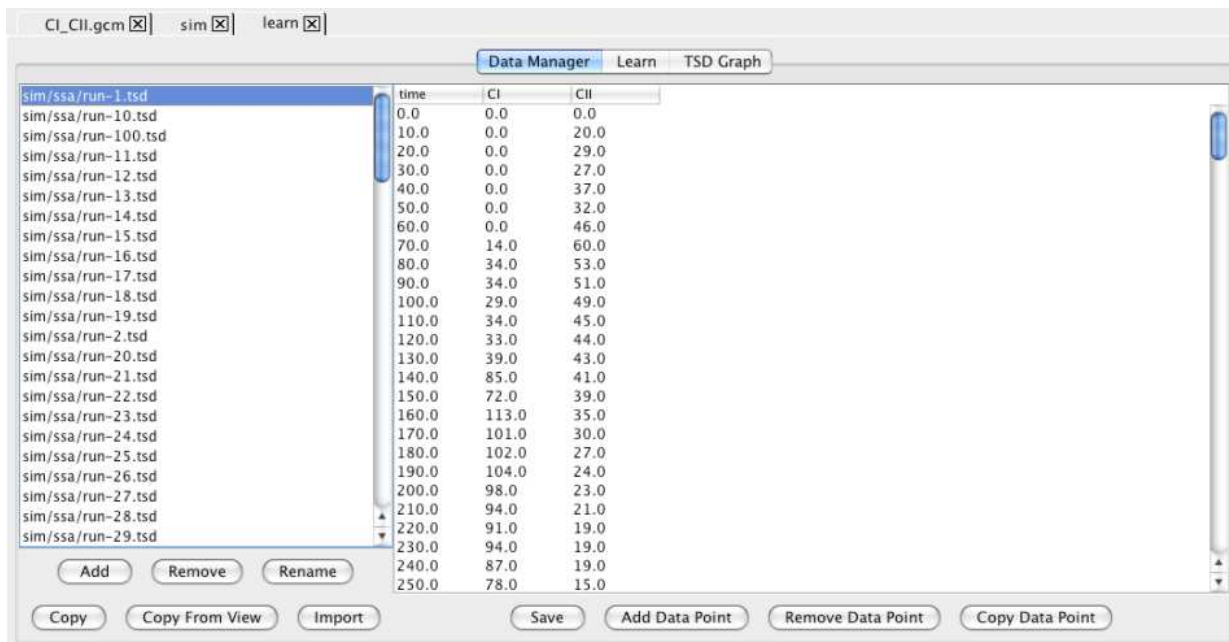 CI_CII.gcm sim learn
Data Manager Learn TSD Graph
sim/ssa/run-1.tsd
sim/ssa/run-10.tsd
sim/ssa/run-100.tsd
sim/ssa/run-11.tsd
sim/ssa/run-12.tsd
sim/ssa/run-13.tsd
sim/ssa/run-14.tsd
sim/ssa/run-15.tsd
sim/ssa/run-16.tsd
sim/ssa/run-17.tsd
sim/ssa/run-18.tsd
sim/ssa/run-19.tsd
sim/ssa/run-2.tsd
sim/ssa/run-20.tsd
sim/ssa/run-21.tsd
sim/ssa/run-22.tsd
sim/ssa/run-23.tsd
sim/ssa/run-24.tsd
sim/ssa/run-25.tsd
sim/ssa/run-26.tsd
sim/ssa/run-27.tsd
sim/ssa/run-28.tsd
sim/ssa/run-29.tsd
Add Remove Rename
time CI CII
0.0 0.0 0.0
10.0 0.0 20.0
20.0 0.0 29.0
30.0 0.0 27.0
40.0 0.0 37.0
50.0 0.0 32.0
60.0 0.0 46.0
70.0 14.0 60.0
80.0 34.0 53.0
90.0 34.0 51.0
100.0 29.0 49.0
110.0 34.0 45.0
120.0 33.0 44.0
130.0 39.0 43.0
140.0 85.0 41.0
150.0 72.0 39.0
160.0 113.0 35.0
170.0 101.0 30.0
180.0 102.0 27.0
190.0 104.0 24.0
200.0 98.0 23.0
210.0 94.0 21.0
220.0 91.0 19.0
230.0 94.0 19.0
240.0 87.0 19.0
250.0 78.0 15.0
Copy Copy From View Import Save Add Data Point Remove Data Point Copy Data Point